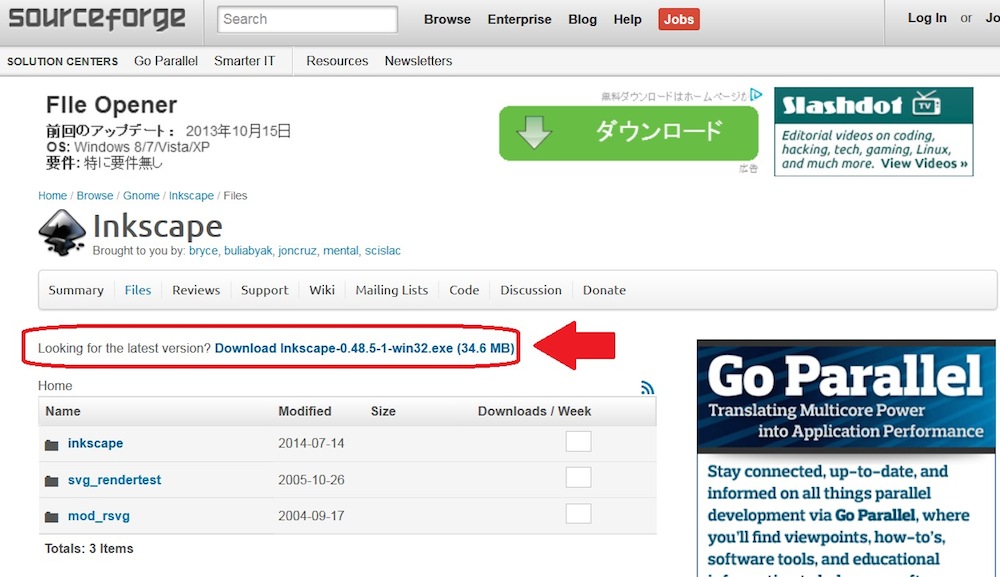 sourceforge
Search
Browse Enterprise Blog Help Jobs
Log In or Jo
SOLUTION CENTERS Go Parallel Smarter IT Resources Newsletters
FIle Opener
前回のアップデート： 2013年10月15日
OS: Windows 8/7/Vista/XP
要件: 特に要件無し
無料ダウンロードはホームページか
ダウンロード
広告
Slashdot TV
Editorial videos on coding,
hacking, tech, gaming, Linux,
and much more. View Videos »
Home / Browse / Gnome / Inkscape / Files
Inkscape
Brought to you by: bryce, buliabyak, joncruz, mental, scislac
Summary Files Reviews Support Wiki Mailing Lists Code Discussion Donate
Looking for the latest version? Download Inkscape-0.48.5-1-win32.exe (34.6 MB)
Home
Name Modified Size Downloads / Week
inkscape 2014-07-14
svg_rendertest 2005-10-26
mod_rsvg 2004-09-17
Totals: 3 Items
Go Parallel
Translating Multicore Power
into Application Performance
Stay connected, up-to-date, and
informed on all things parallel
development via Go Parallel, where
you'll find viewpoints, how-to's,
software tools, and educational